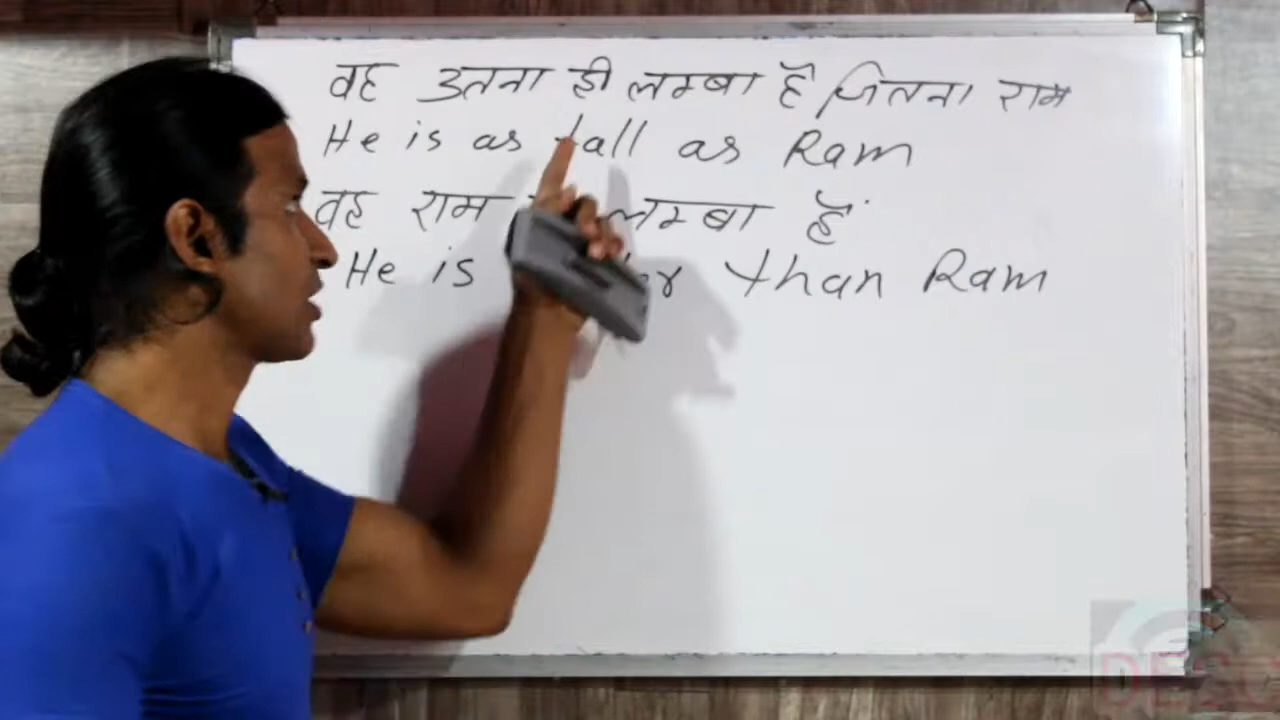 वह उतना ही लम्बा है जितना राम
He is as tall as Ram
वह राम लम्बा है
He is than Ram